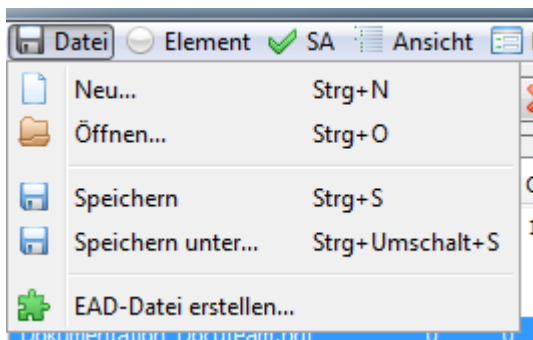 Datei Element SA Ansicht
Neu... Strg+N
Öffnen... Strg+O
Speichern Strg+S
Speichern unter... Strg+Umschalt+S
EAD-Datei erstellen...